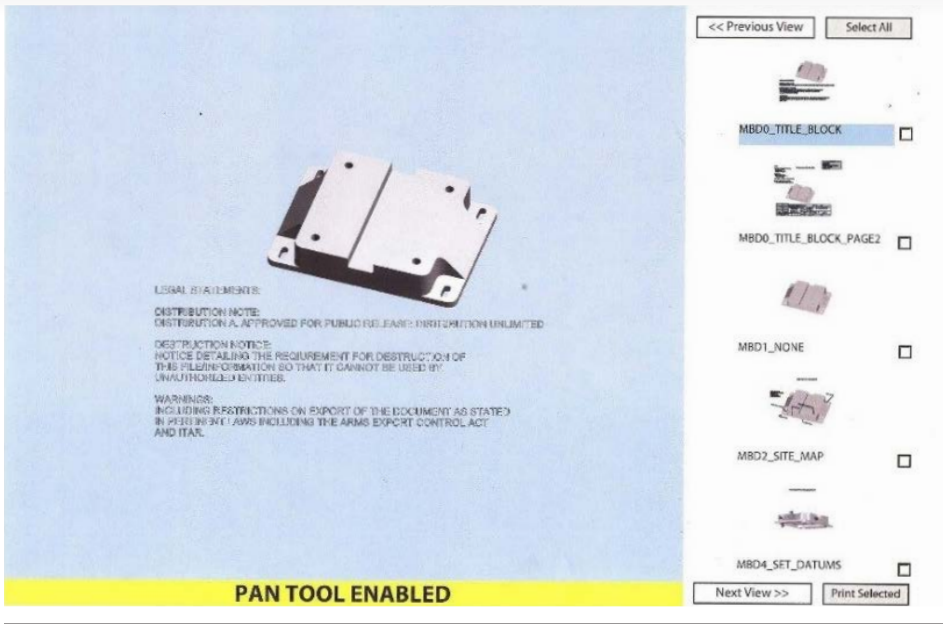 << Previous View
Select All
MBD0_TITLE_BLOCK
MBD0_TITLE_BLOCK_PAGE2
MBD1_NONE
MBD2_SITE_MAP
MBD4_SET_DATUMS
Next View >>
Print Selected
LEGAL STATEMENTS:
DISTRIBUTION NOTE:
DISTRIBUTION A. APPROVED FOR PUBLIC RELEASE: DISTRIBUTION UNLIMITED
DESTRUCTION NOTICE:
NOTICE DETAILING THE REQIUREMENT FOR DESTRUCTION OF
THIS FILE/INFORMATION SO THAT IT CANNOT BE USED BY
UNAUTHORIZED ENTITIES.
WARNINGS:
INCLUDING RESTRICTIONS ON EXPORT OF THE DOCUMENT AS STATED
IN PERTINENT LAWS INCLUDING THE ARMS EXPORT CONTROL ACT
AND ITAR.
PAN TOOL ENABLED